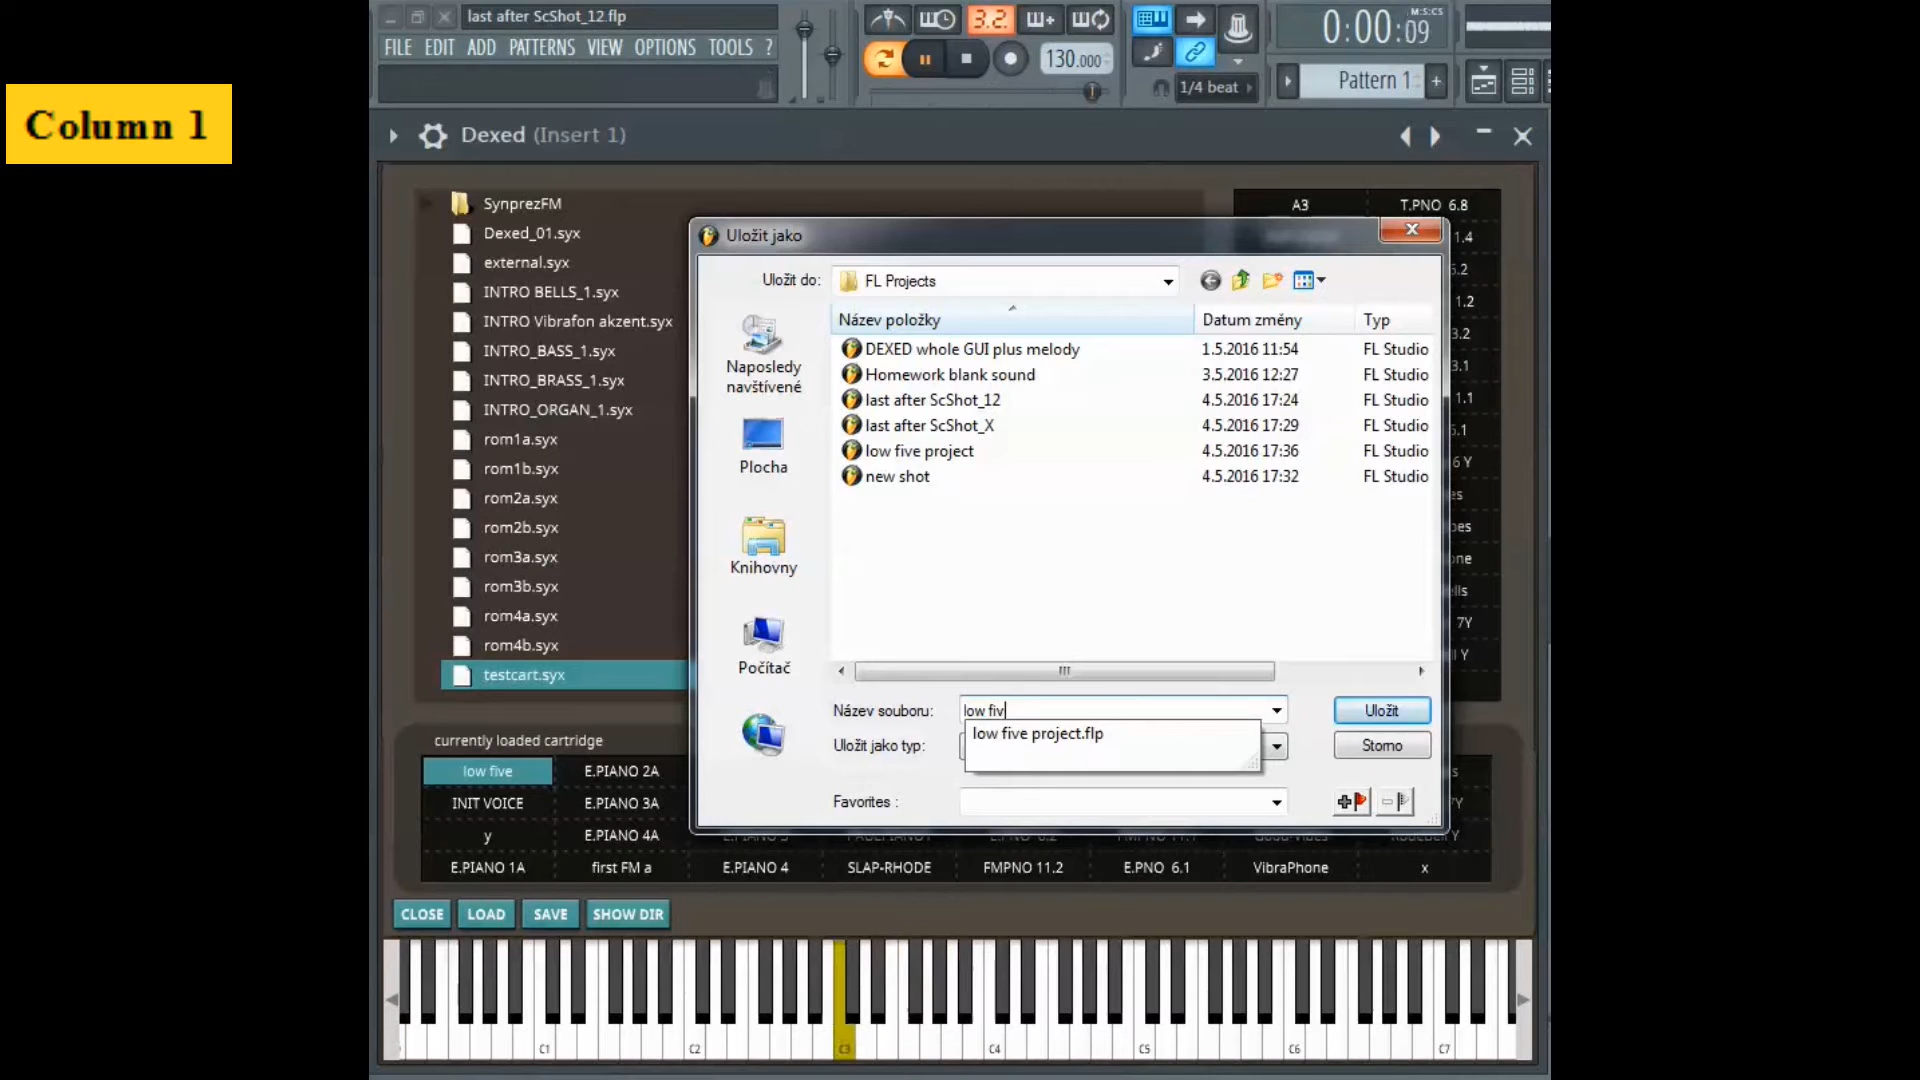 Column 1
last after ScShot_12.flp
FILE EDIT ADD PATTERNS VIEW OPTIONS TOOLS ?
3.2.
130.000
1/4 beat
0:00:09
M:S:CS
Pattern 1
Dexed (Insert 1)
SynprezFM
Dexed_01.syx
external.syx
INTRO BELLS_1.syx
INTRO Vibrafon akzent.syx
INTRO_BASS_1.syx
INTRO_BRASS_1.syx
INTRO_ORGAN_1.syx
rom1a.syx
rom1b.syx
rom2a.syx
rom2b.syx
rom3a.syx
rom3b.syx
rom4a.syx
rom4b.syx
testcart.syx
A3 T.PNO 6.8
Uložit jako
Uložit do: FL Projects
Naposledy navštívené
Plocha
Knihovny
Počítač
Název položky Datum změny Typ
DEXED whole GUI plus melody 1.5.2016 11:54 FL Studio
Homework blank sound 3.5.2016 12:27 FL Studio
last after ScShot_12 4.5.2016 17:24 FL Studio
last after ScShot_X 4.5.2016 17:29 FL Studio
low five project 4.5.2016 17:36 FL Studio
new shot 4.5.2016 17:32 FL Studio
Název souboru: low fiv
low five project.flp
Uložit jako typ:
Favorites :
Uložit
Storno
currently loaded cartridge
low five E.PIANO 2A
INIT VOICE E.PIANO 3A
y E.PIANO 4A
E.PIANO 1A first FM a E.PIANO 4 SLAP-RHODE FMPNO 11.2 E.PNO 6.1 VibraPhone x
CLOSE LOAD SAVE SHOW DIR
C1 C2 C3 C4 C5 C6 C7